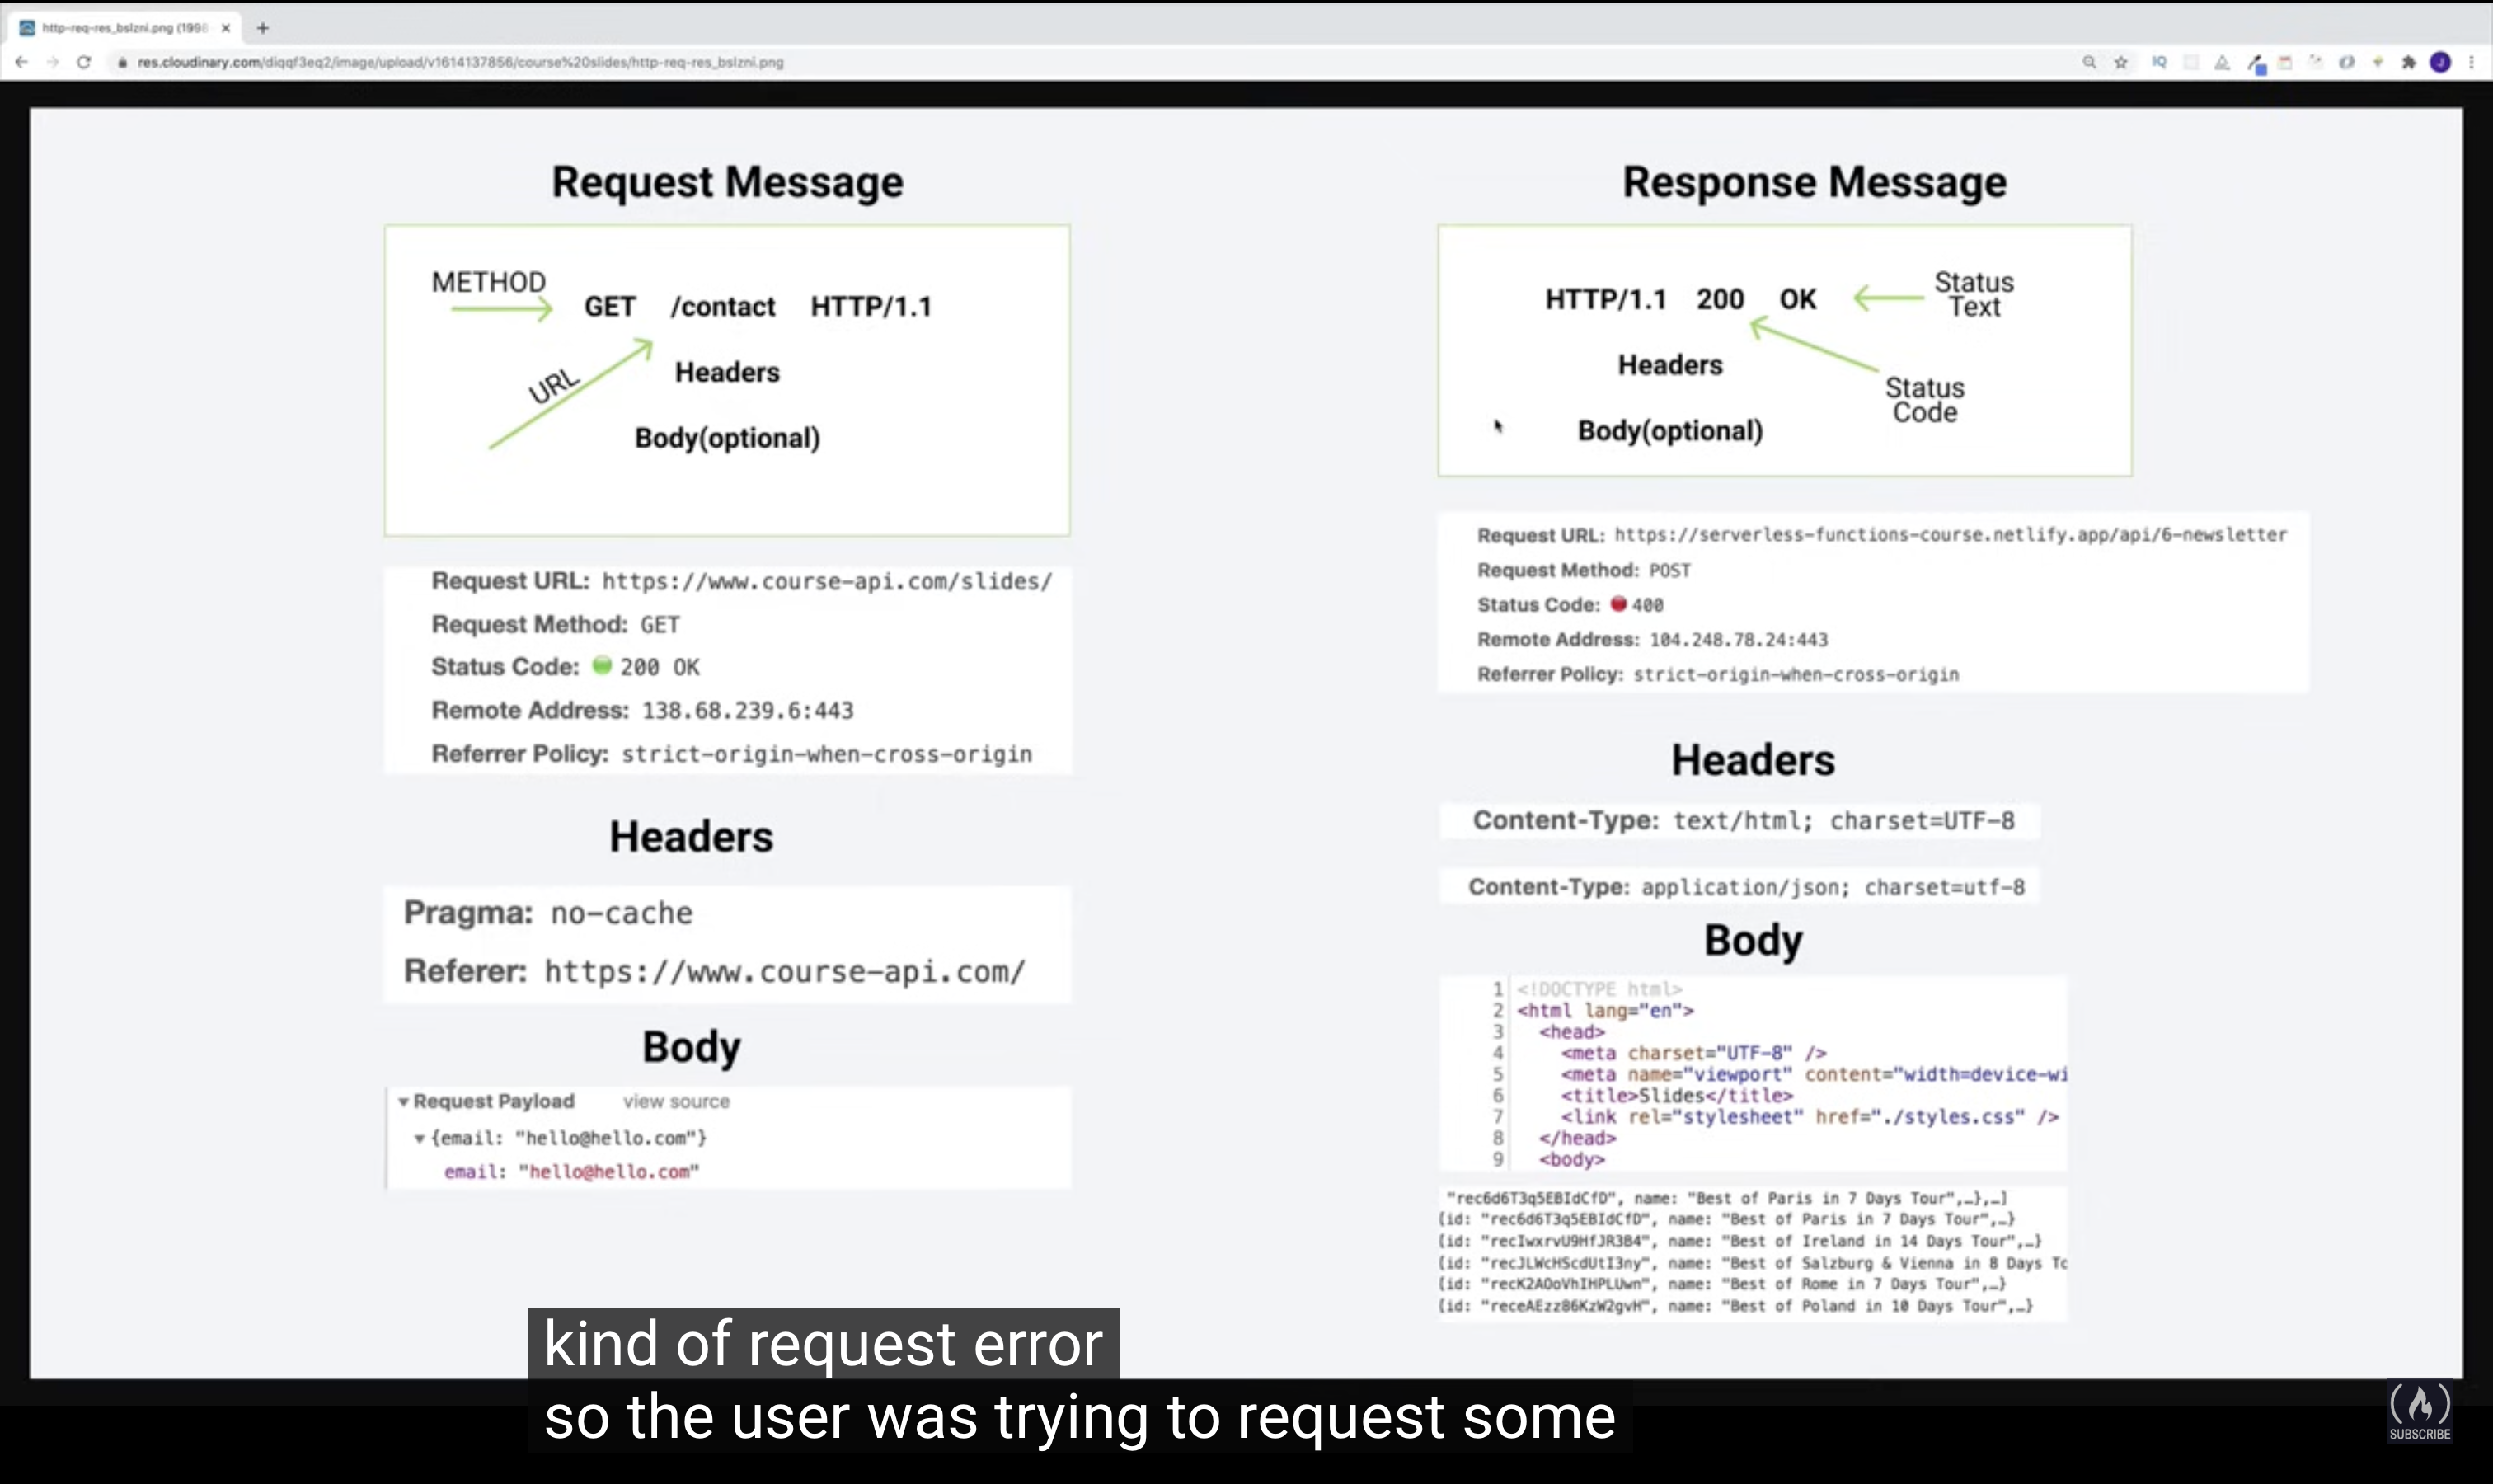 http-req-res_bslzni.png (1998
res.cloudinary.com/diqqf3eq2/image/upload/v1614137856/course%20slides/http-req-res_bslzni.png
IQ
J
Request Message
METHOD
GET /contact HTTP/1.1
URL
Headers
Body(optional)
Request URL: https://www.course-api.com/slides/
Request Method: GET
Status Code: 200 OK
Remote Address: 138.68.239.6:443
Referrer Policy: strict-origin-when-cross-origin
Headers
Pragma: no-cache
Referer: https://www.course-api.com/
Body
Request Payload view source
{email: "hello@hello.com"}
email: "hello@hello.com"
Response Message
HTTP/1.1 200 OK
Status
Text
Headers
Status
Code
Body(optional)
Request URL: https://serverless-functions-course.netlify.app/api/6-newsletter
Request Method: POST
Status Code: 400
Remote Address: 104.248.78.24:443
Referrer Policy: strict-origin-when-cross-origin
Headers
Content-Type: text/html; charset=UTF-8
Content-Type: application/json; charset=utf-8
Body
1 <!DOCTYPE html>
2 <html lang="en">
3 <head>
4 <meta charset="UTF-8" />
5 <meta name="viewport" content="width=device-wi
6 <title>Slides</title>
7 <link rel="stylesheet" href="./styles.css" />
8 </head>
9 <body>
"rec6d6T3q5EBIdCfD", name: "Best of Paris in 7 Days Tour",…},…]
{id: "rec6d6T3q5EBIdCfD", name: "Best of Paris in 7 Days Tour",…}
{id: "recIwxrvU9HfJR3B4", name: "Best of Ireland in 14 Days Tour",…}
{id: "recJLWcHScdUtI3ny", name: "Best of Salzburg & Vienna in 8 Days To
{id: "recK2AOoVhIHPLUwn", name: "Best of Rome in 7 Days Tour",…}
{id: "receAEzz86KzW2gvH", name: "Best of Poland in 10 Days Tour",…}
kind of request error
so the user was trying to request some
SUBSCRIBE